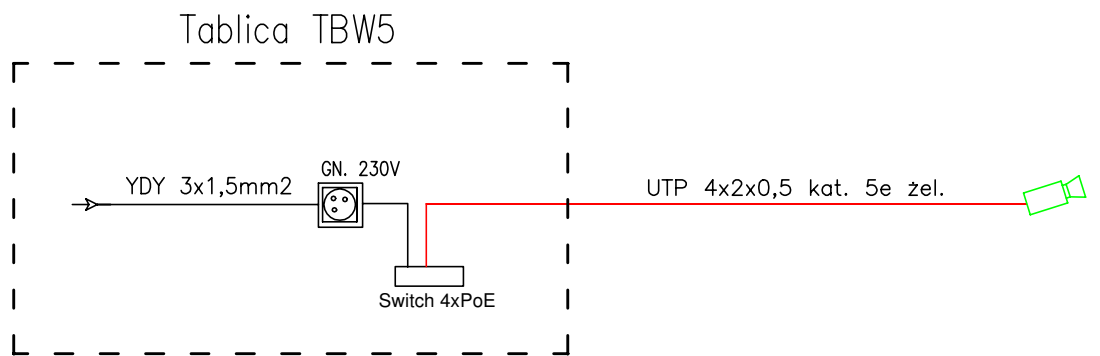 Tablica TBW5
GN. 230V
YDY 3x1,5mm2
UTP 4x2x0,5 kat. 5e żel.
Switch 4xPoE